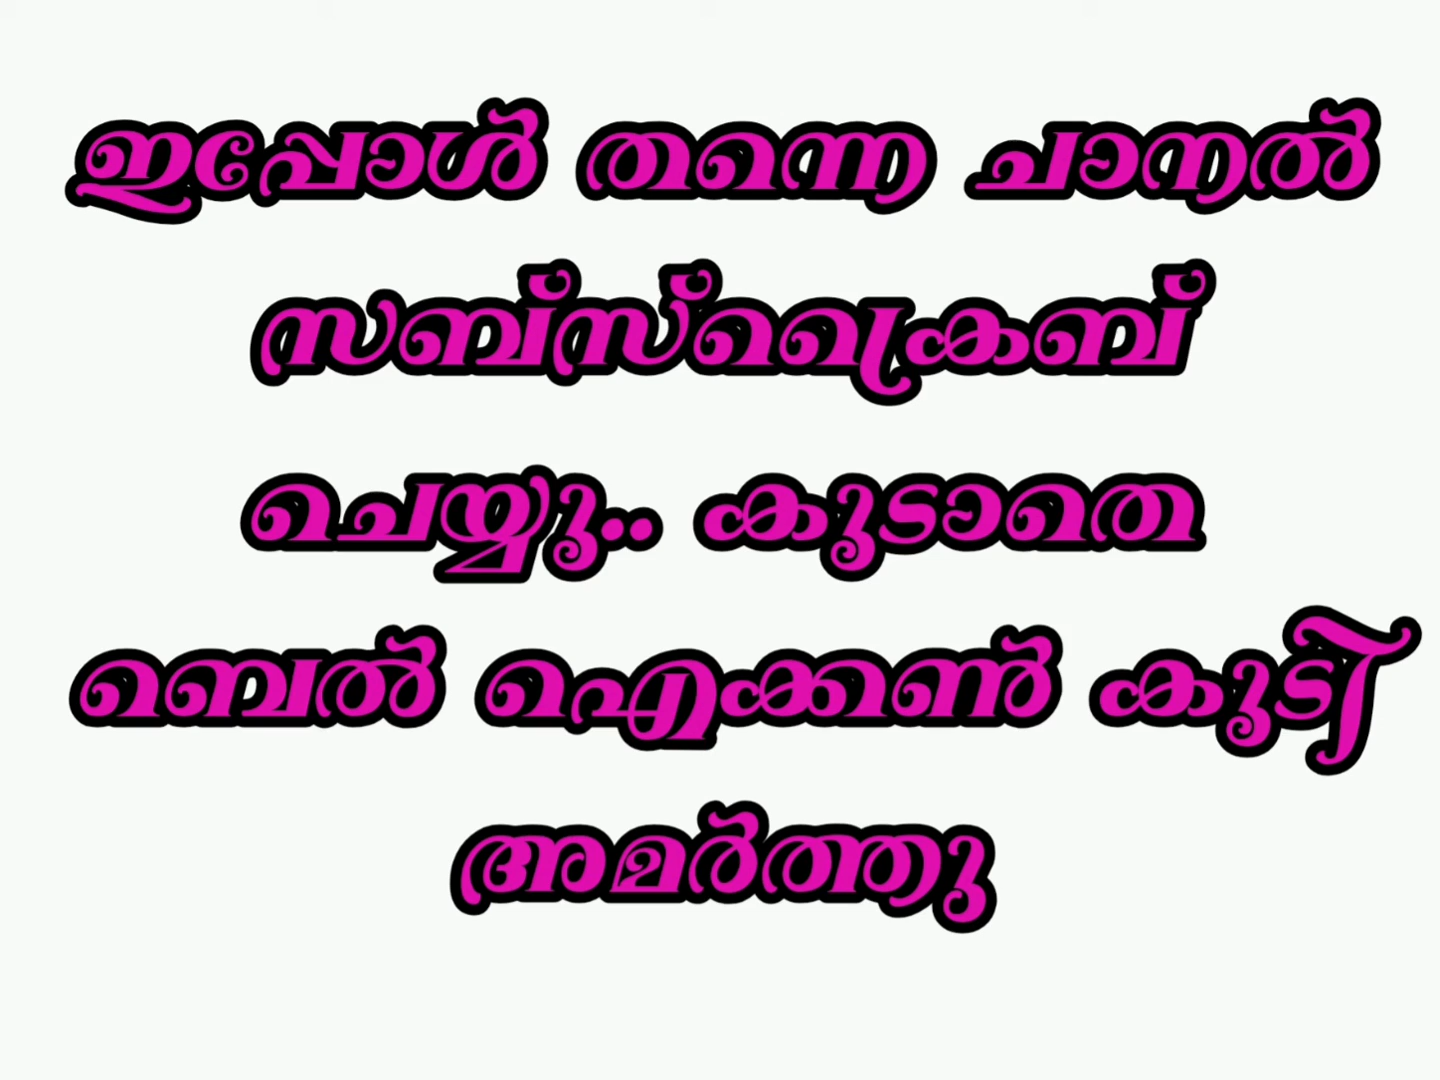 ഇപ്പോൾ തന്നെ ചാനൽ
സബ്സ്ക്രൈബ്
ചെയ്യൂ.. കൂടാതെ
ബെൽ ഐക്കൺ കൂടി
അമർത്തൂ